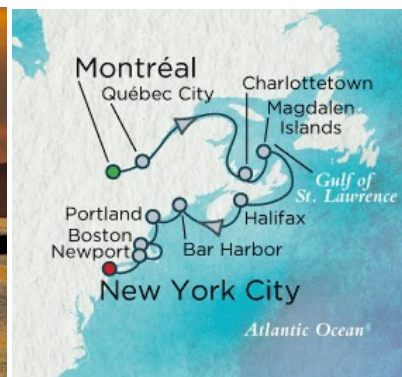 Montréal
Québec City
Charlottetown
Magdalen
Islands
Gulf of
St. Lawrence
Portland
Boston
Newport
Halifax
Bar Harbor
New York City
Atlantic Ocean